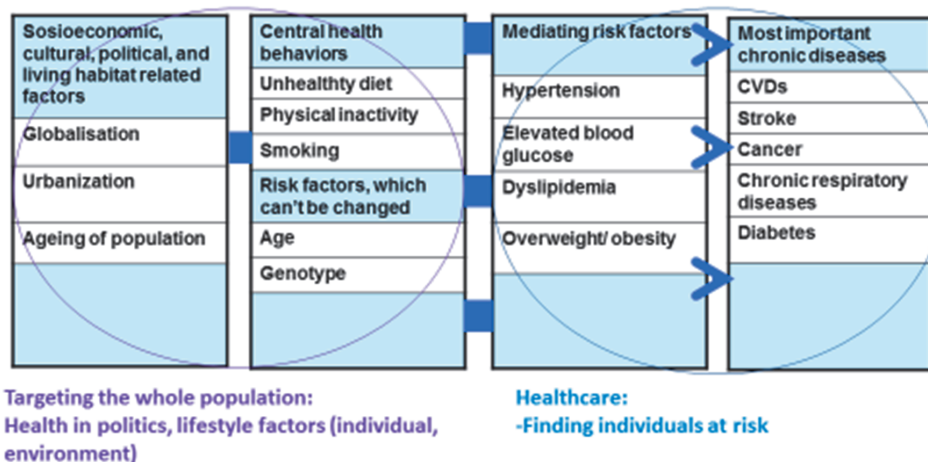 Sosioeconomic,
cultural, political, and
living habitat related
factors
Globalisation
Urbanization
Ageing of population
Central health
behaviors
Unhealthty diet
Physical inactivity
Smoking
Risk factors, which
can't be changed
Age
Genotype
Mediating risk factors
Hypertension
Elevated blood
glucose
Dyslipidemia
Overweight/ obesity
Most important
chronic diseases
CVDs
Stroke
Cancer
Chronic respiratory
diseases
Diabetes
Targeting the whole population:
Health in politics, lifestyle factors (individual,
environment)
Healthcare:
-Finding individuals at risk